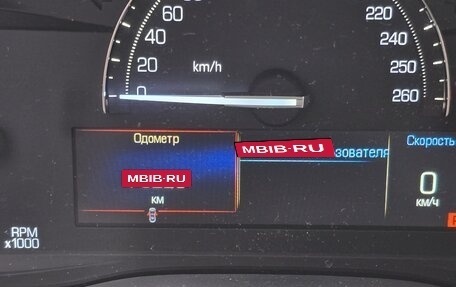 80
60
40
20
0
km/h
220
240
260
Одометр
MBIB-RU
км
MBIB-RU
зователя
Скорость
0
км/ч
RPM
x1000